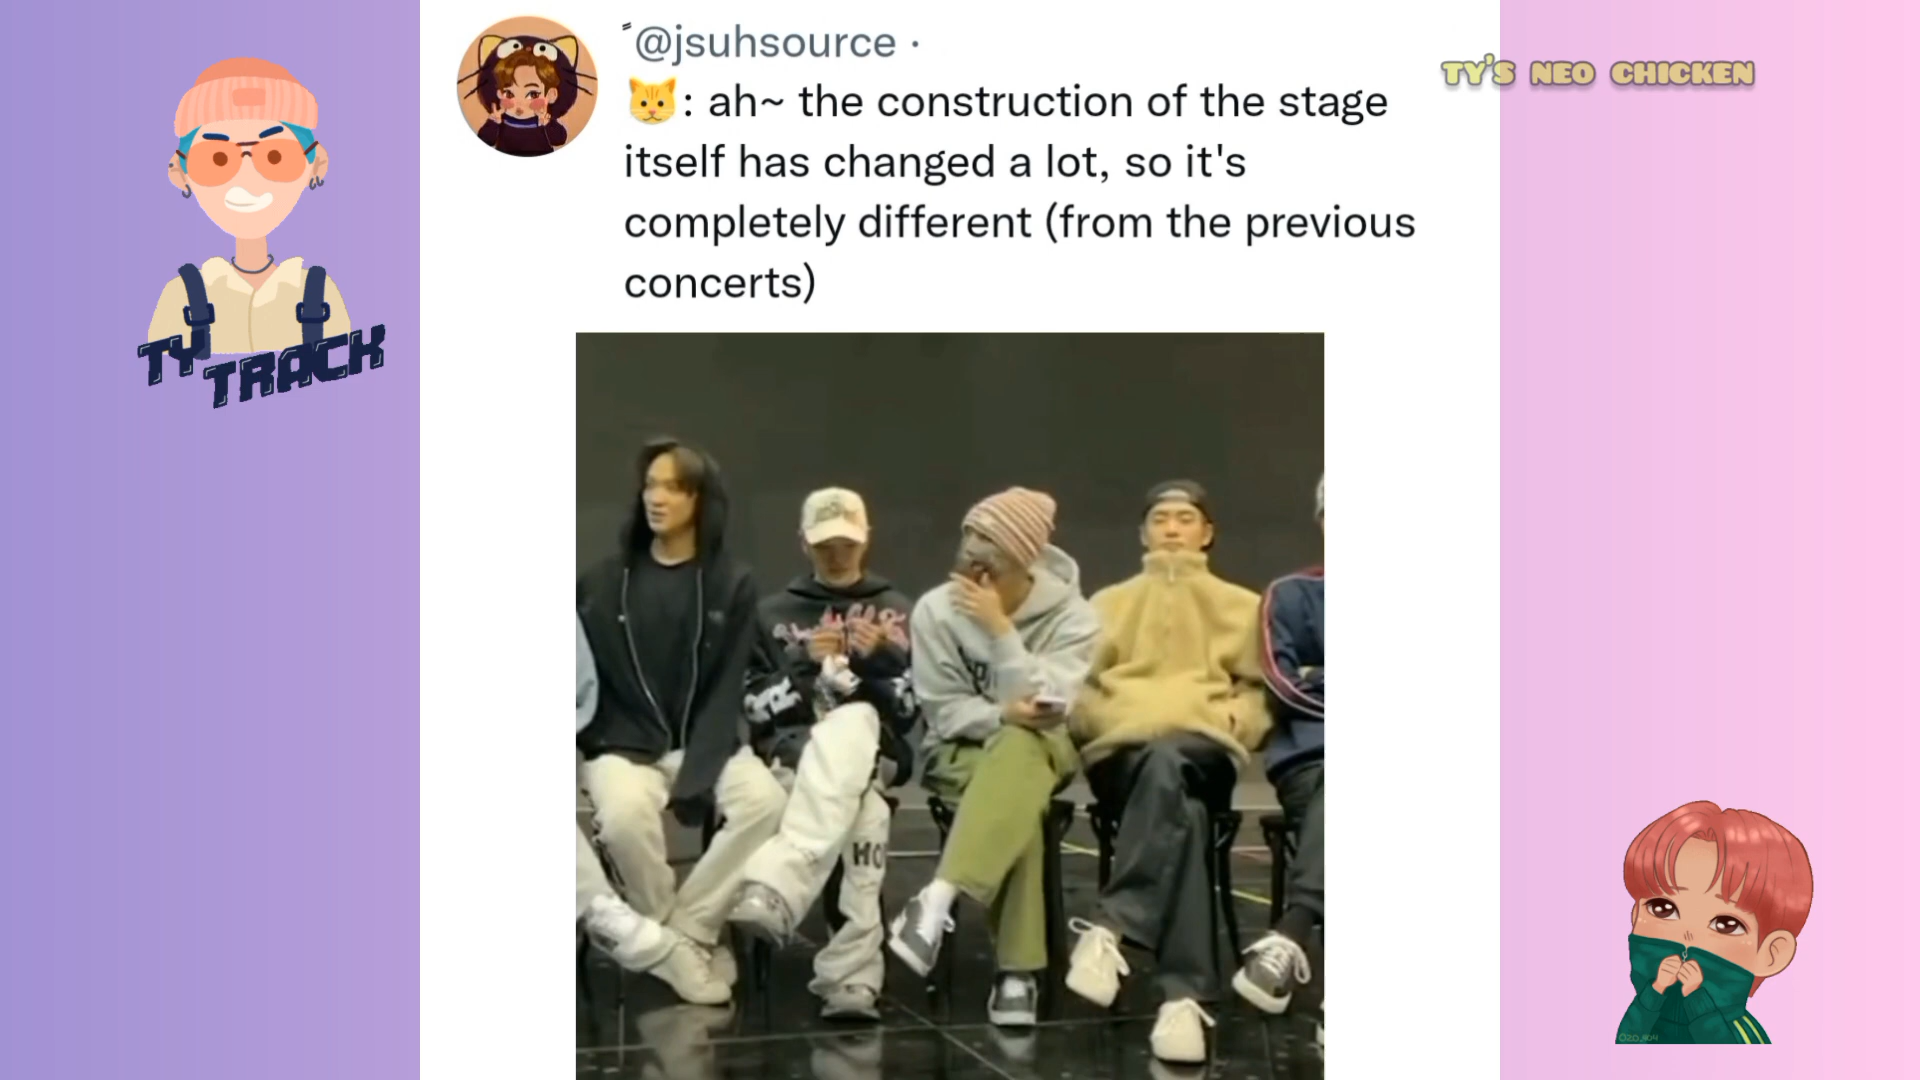 @jsuhsource ·
TY'S NEO CHICKEN
🐱: ah~ the construction of the stage
itself has changed a lot, so it's
completely different (from the previous
concerts)
TY
TRACK
HO